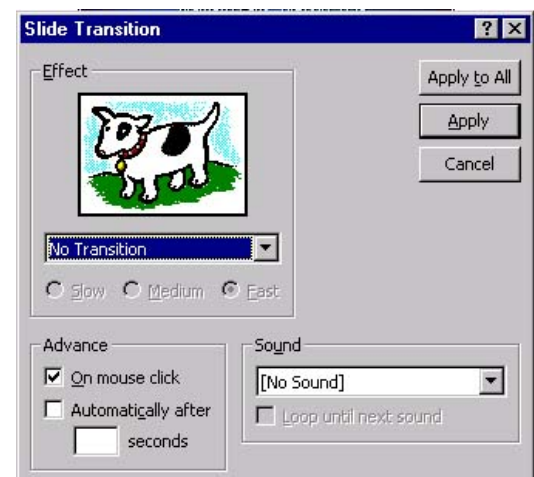 Slide Transition
Effect
Apply to All
Apply
Cancel
No Transition
Slow Medium Fast
Advance
On mouse click
Automatically after
seconds
Sound
[No Sound]
Loop until next sound